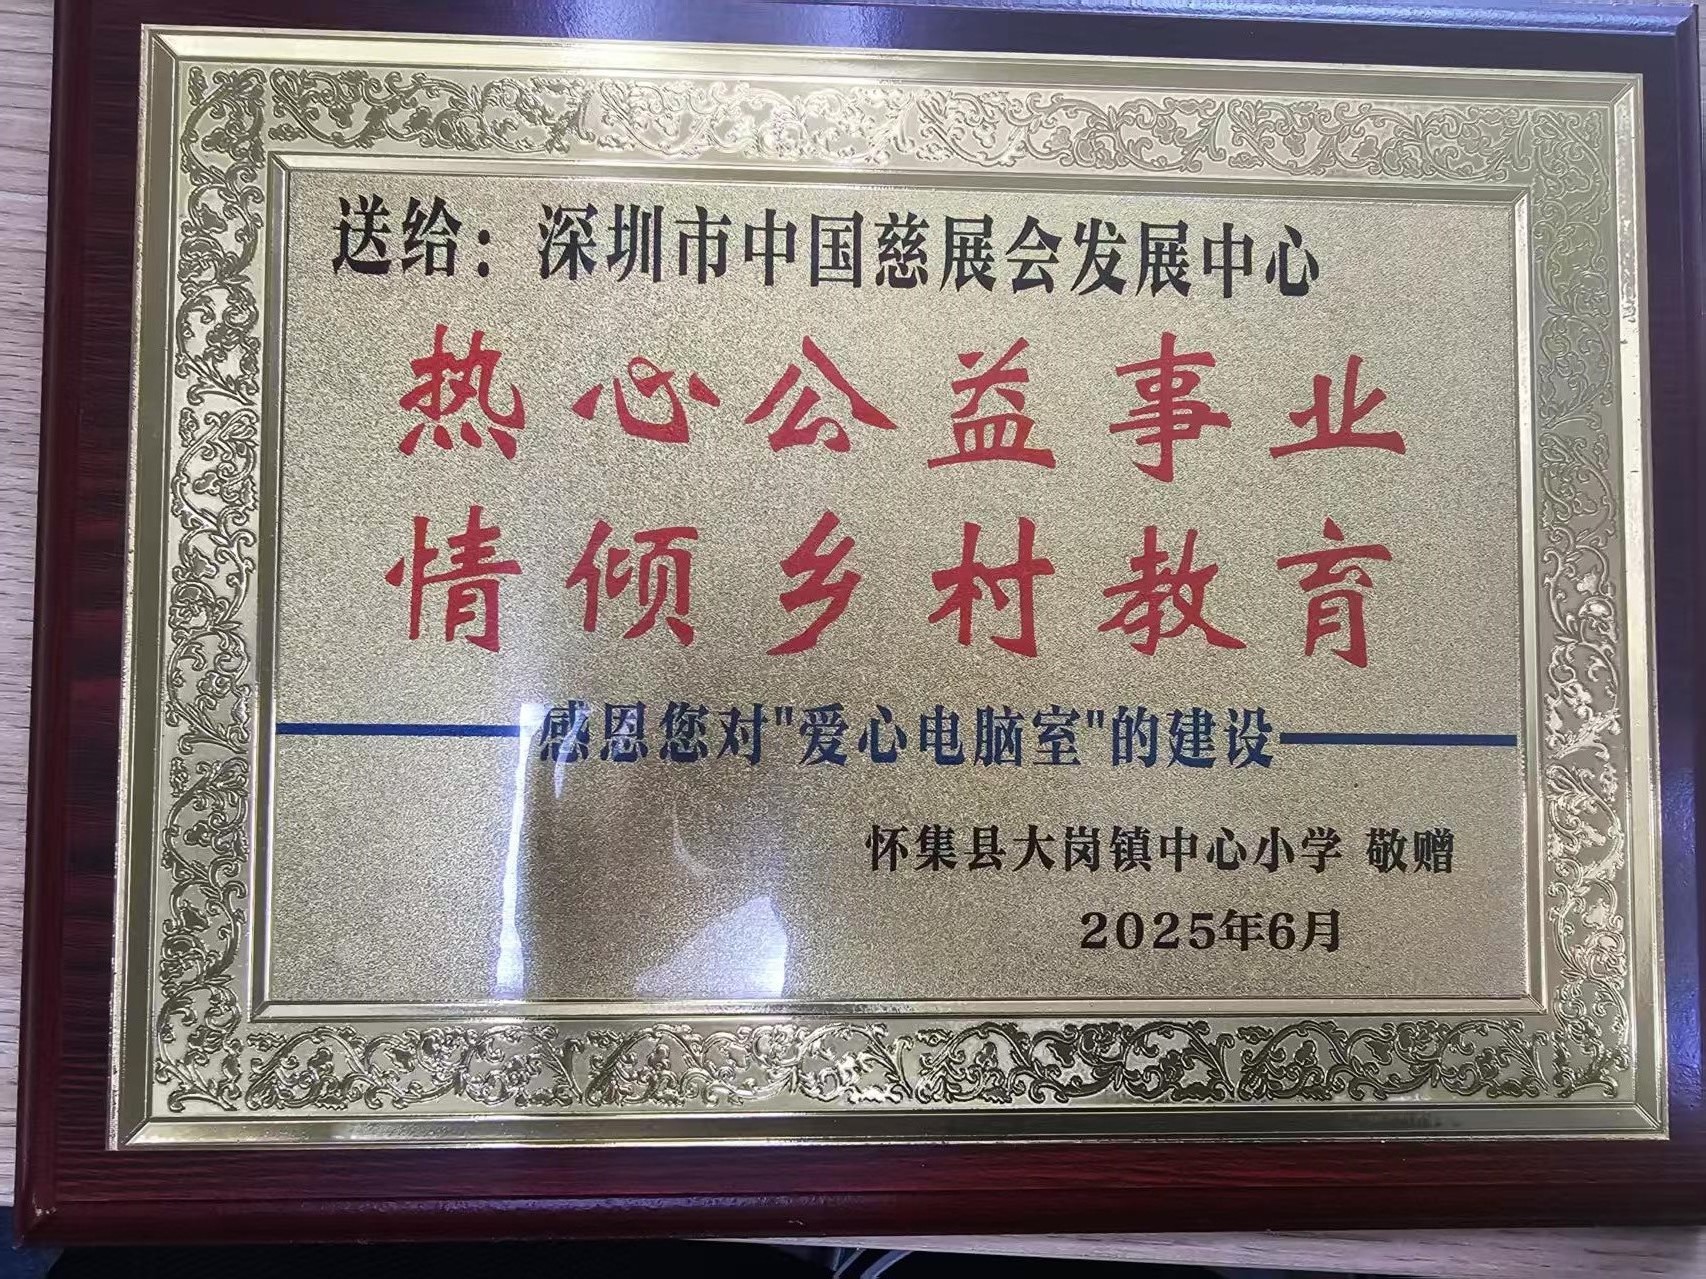 送给：深圳市中国慈展会发展中心
热心公益事业
情倾乡村教育
感恩您对"爱心电脑室"的建设
怀集县大岗镇中心小学 敬赠
2025年6月